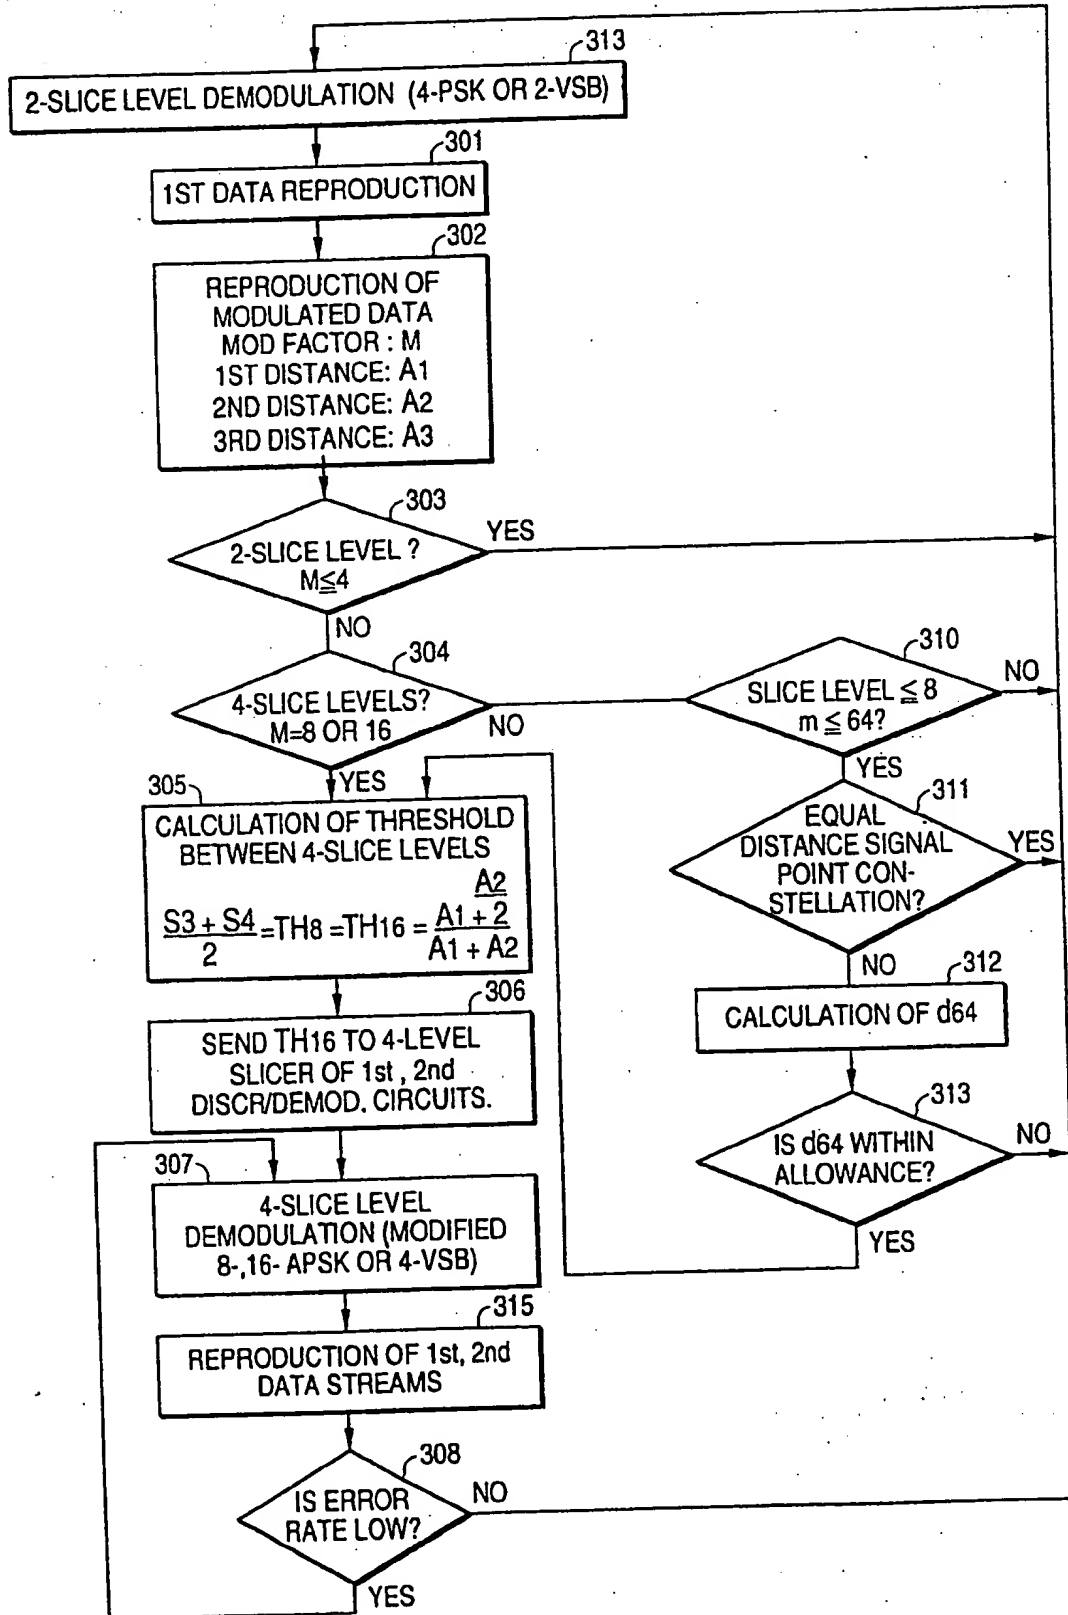 313
2-SLICE LEVEL DEMODULATION (4-PSK OR 2-VSB)
301
1ST DATA REPRODUCTION
302
REPRODUCTION OF
MODULATED DATA
MOD FACTOR : M
1ST DISTANCE: A1
2ND DISTANCE: A2
3RD DISTANCE: A3
303
2-SLICE LEVEL ?
M≦4
YES
NO
304
4-SLICE LEVELS?
M=8 OR 16
NO
YES
310
SLICE LEVEL ≦ 8
m ≦ 64?
NO
YES
311
EQUAL
DISTANCE SIGNAL
POINT CON-
STELLATION?
YES
NO
312
CALCULATION OF d64
313
IS d64 WITHIN
ALLOWANCE?
NO
YES
305
CALCULATION OF THRESHOLD
BETWEEN 4-SLICE LEVELS
A2
S3 + S4 =TH8 =TH16 = A1 + 2
2 A1 + A2
306
SEND TH16 TO 4-LEVEL
SLICER OF 1st , 2nd
DISCR/DEMOD. CIRCUITS.
307
4-SLICE LEVEL
DEMODULATION (MODIFIED
8-,16- APSK OR 4-VSB)
315
REPRODUCTION OF 1st, 2nd
DATA STREAMS
308
IS ERROR
RATE LOW?
NO
YES